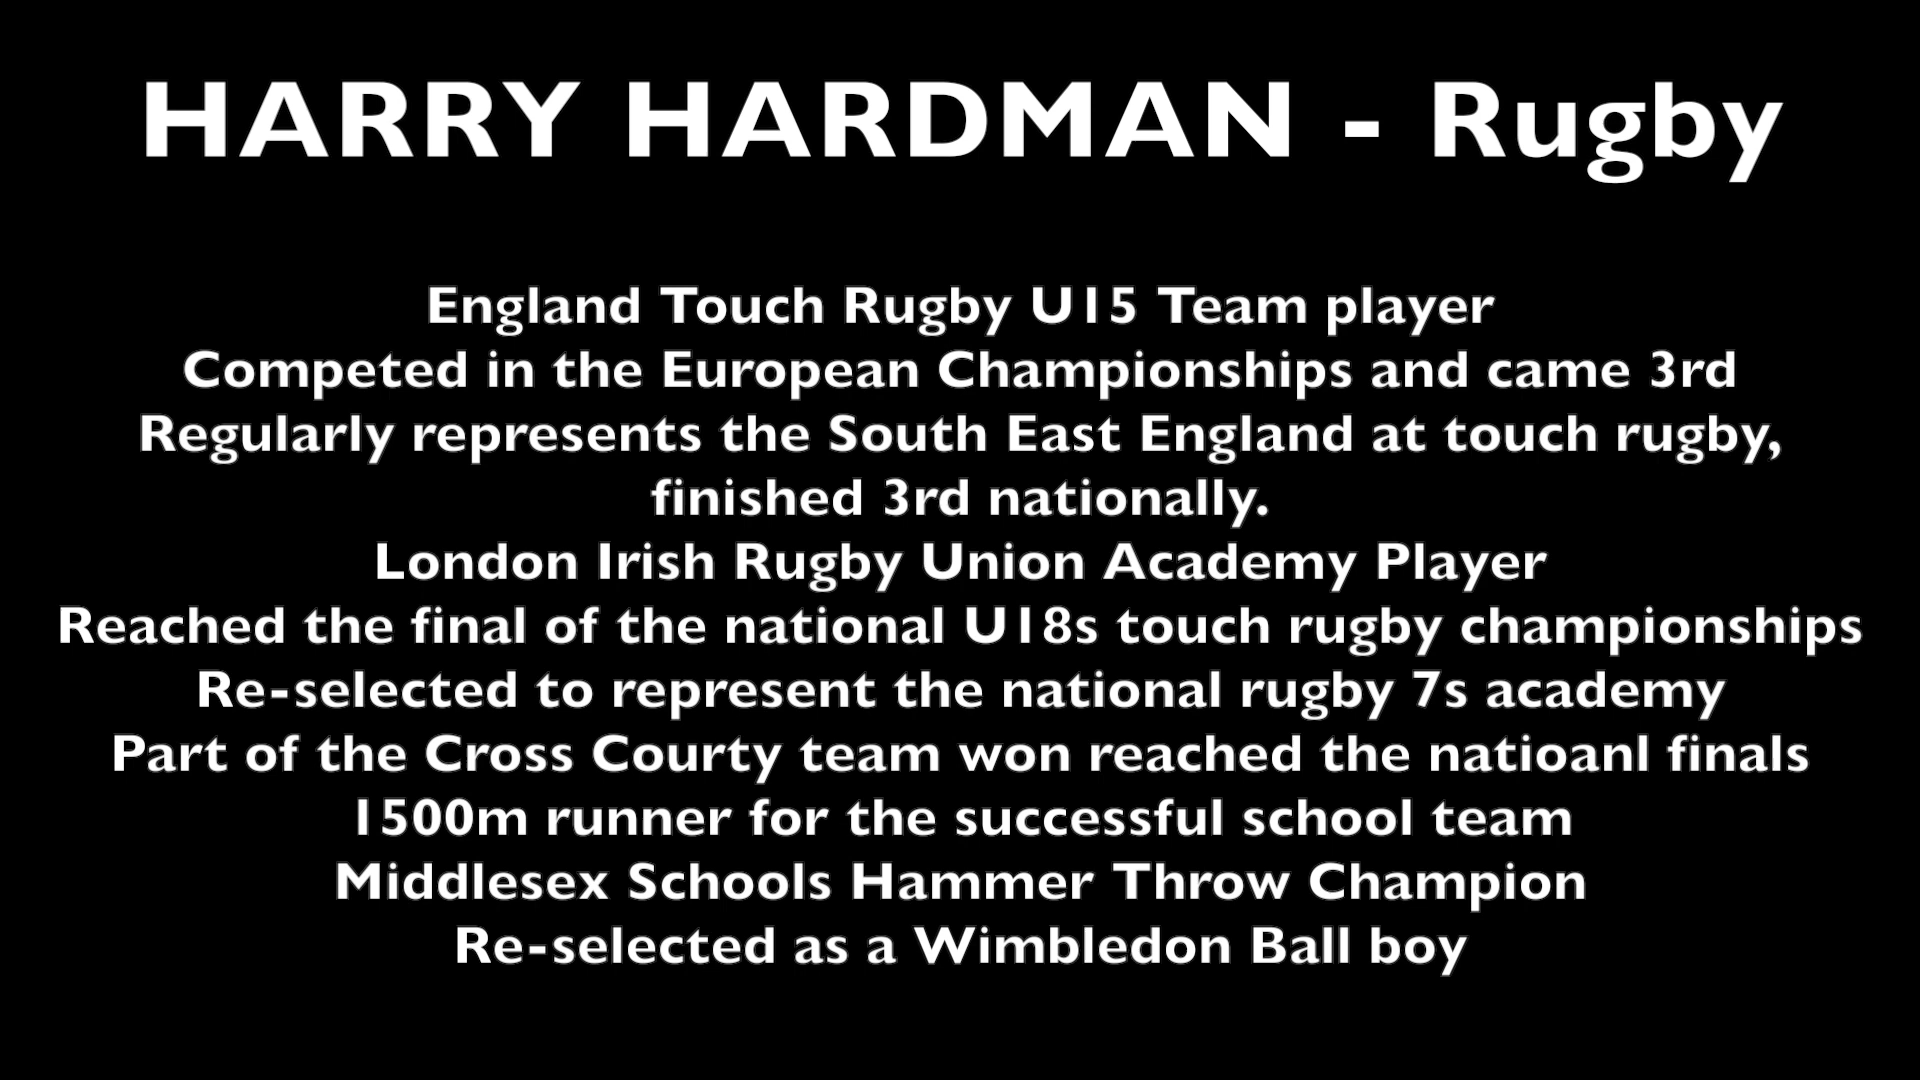 HARRY HARDMAN - Rugby
England Touch Rugby U15 Team player
Competed in the European Championships and came 3rd
Regularly represents the South East England at touch rugby,
finished 3rd nationally.
London Irish Rugby Union Academy Player
Reached the final of the national U18s touch rugby championships
Re-selected to represent the national rugby 7s academy
Part of the Cross Courty team won reached the natioanl finals
1500m runner for the successful school team
Middlesex Schools Hammer Throw Champion
Re-selected as a Wimbledon Ball boy